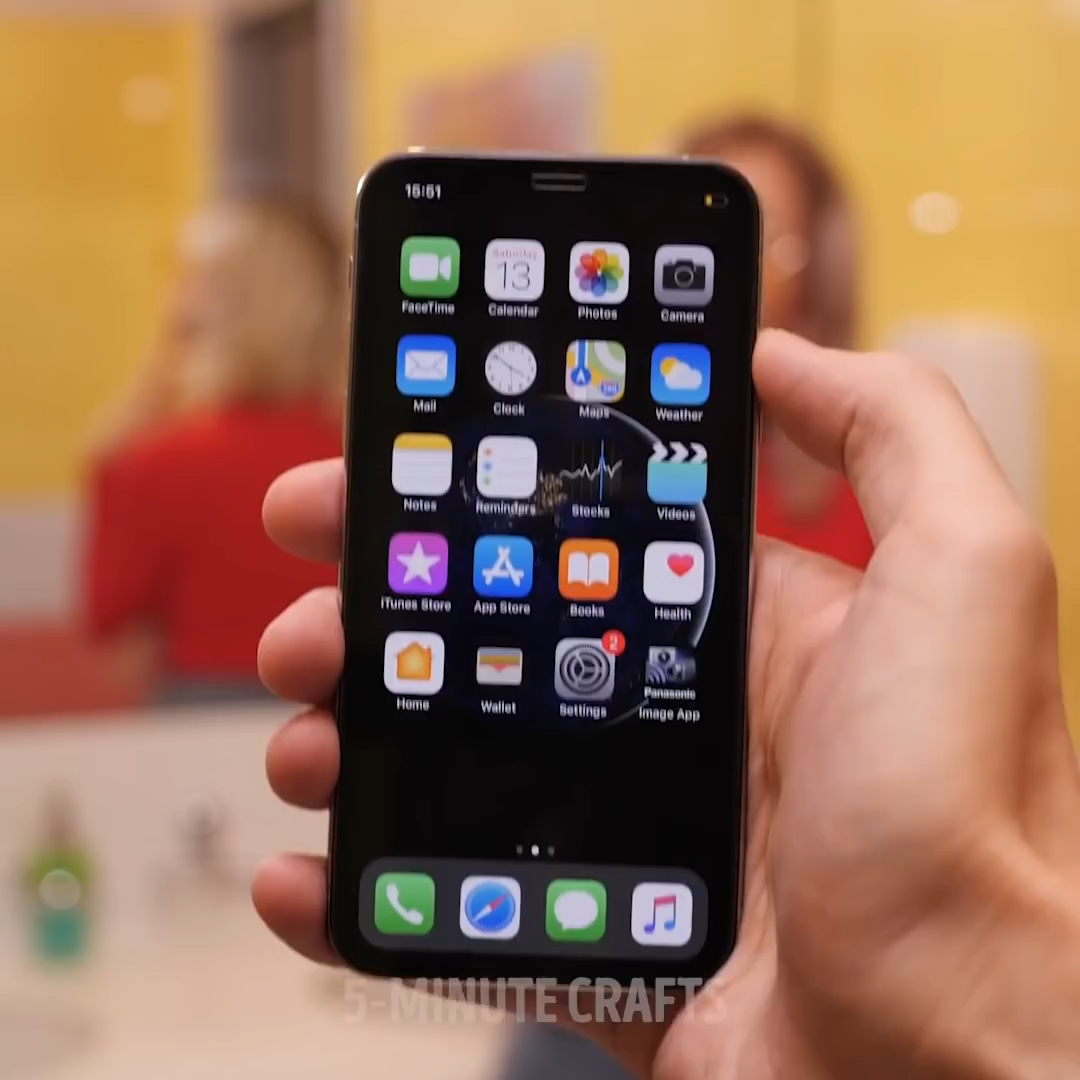 15:51
FaceTime
Saturday
13
Calendar
Photos
Camera
Mail
Clock
Maps
Weather
Notes
Reminders
Stocks
Videos
iTunes Store
App Store
Books
Health
Home
Wallet
2
Settings
Panasonic
Image App
5-MINUTE CRAFTS